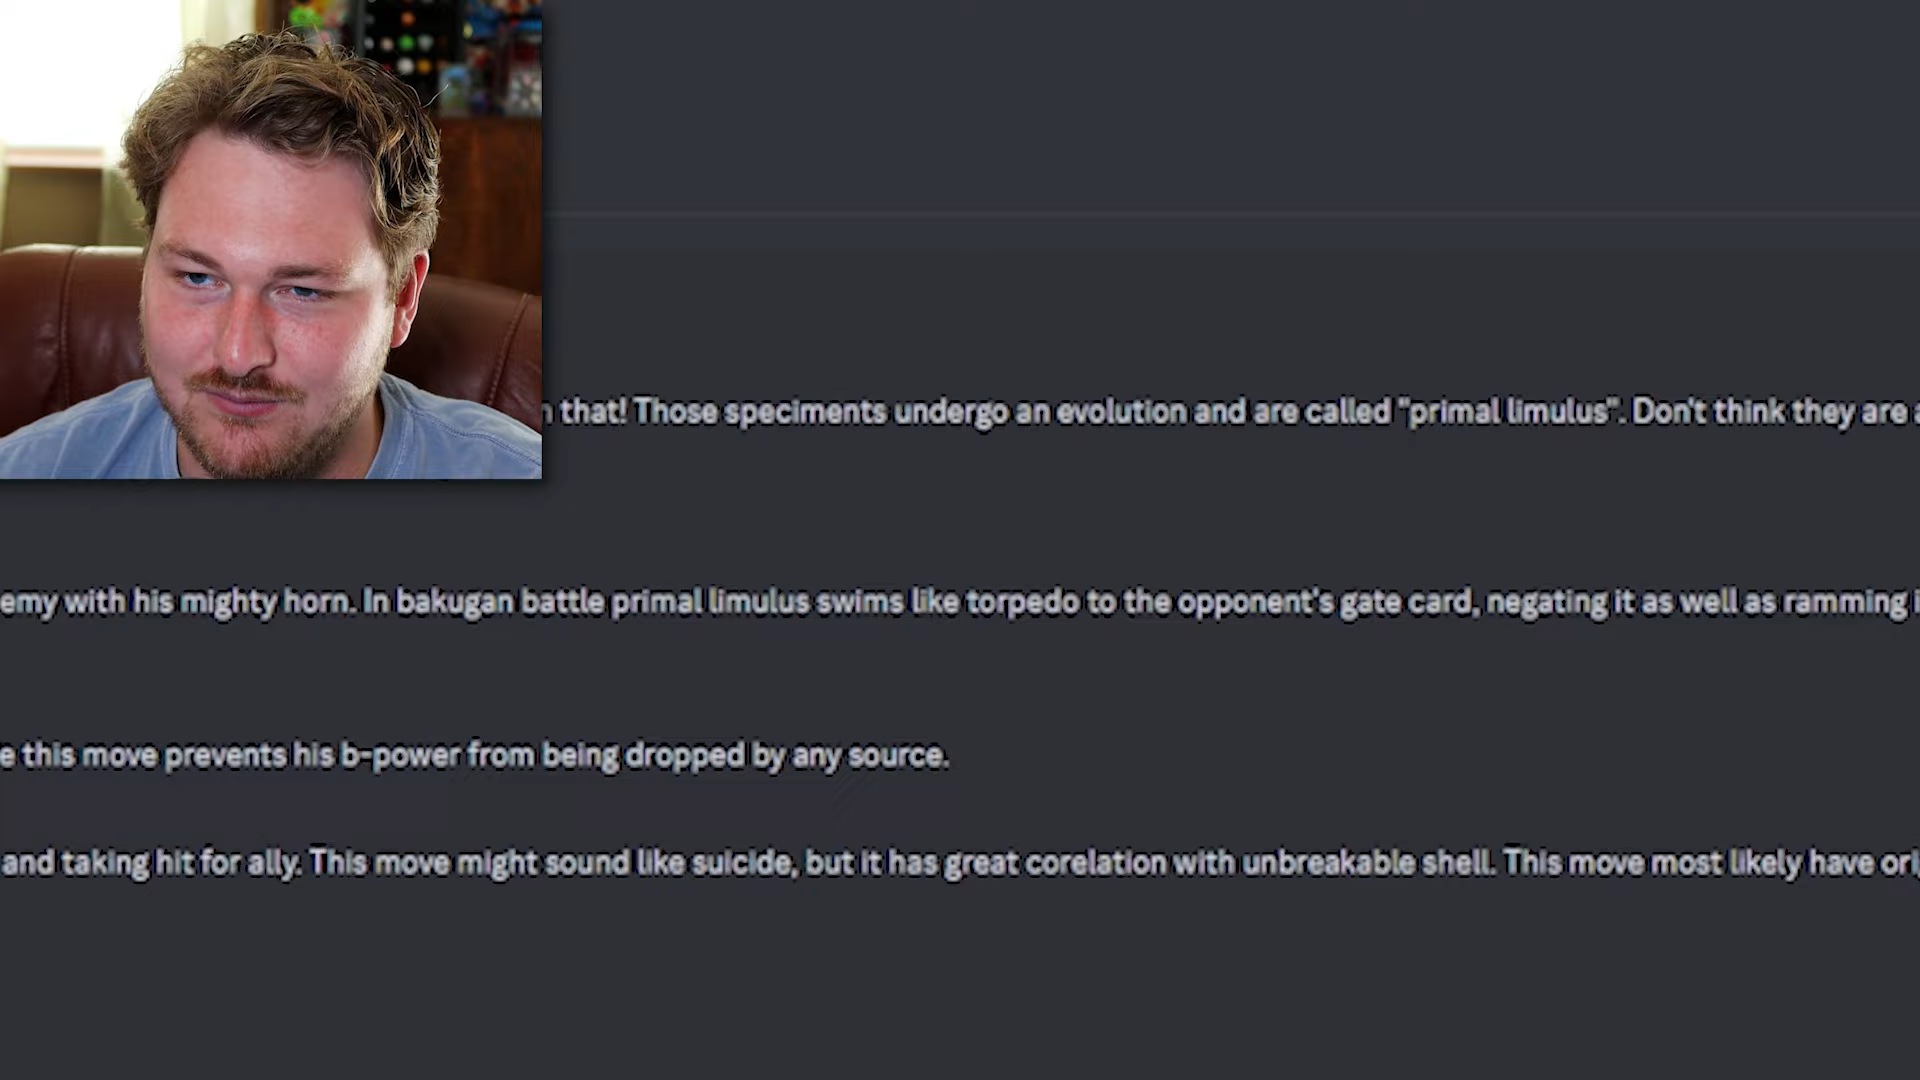 that! Those speciments undergo an evolution and are called "primal limulus". Don't think they are
emy with his mighty horn. In bakugan battle primal limulus swims like torpedo to the opponent's gate card, negating it as well as ramming
e this move prevents his b-power from being dropped by any source.
and taking hit for ally. This move might sound like suicide, but it has great corelation with unbreakable shell. This move most likely have